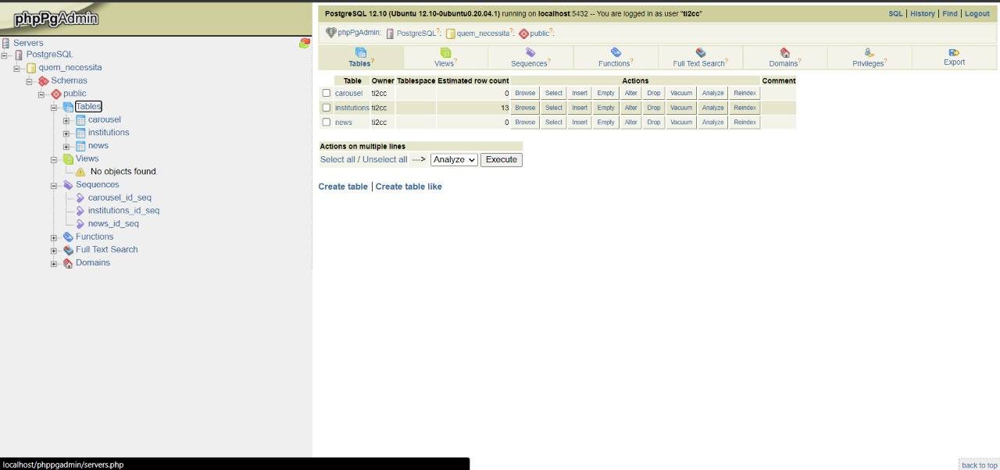 phpPgAdmin
Servers
PostgreSQL
quem_necessita
Schemas
public
Tables
carousel
institutions
news
Views
No objects found.
Sequences
carousel_id_seq
institutions_id_seq
news_id_seq
Functions
Full Text Search
Domains
PostgreSQL 12.10 (Ubuntu 12.10-0ubuntu0.20.04.1) running on localhost:5432 -- You are logged in as user "ti2cc"
SQL | History | Find | Logout
phpPgAdmin: PostgreSQL?: quem_necessita?: public?:
Tables? Views? Sequences? Functions? Full Text Search? Domains? Privileges? Export
Table Owner Tablespace Estimated row count Actions Comment
carousel ti2cc 0 Browse Select Insert Empty Alter Drop Vacuum Analyze Reindex
institutions ti2cc 13 Browse Select Insert Empty Alter Drop Vacuum Analyze Reindex
news ti2cc 0 Browse Select Insert Empty Alter Drop Vacuum Analyze Reindex
Actions on multiple lines
Select all / Unselect all ---> Analyze Execute
Create table | Create table like
localhost/phppgadmin/servers.php
back to top